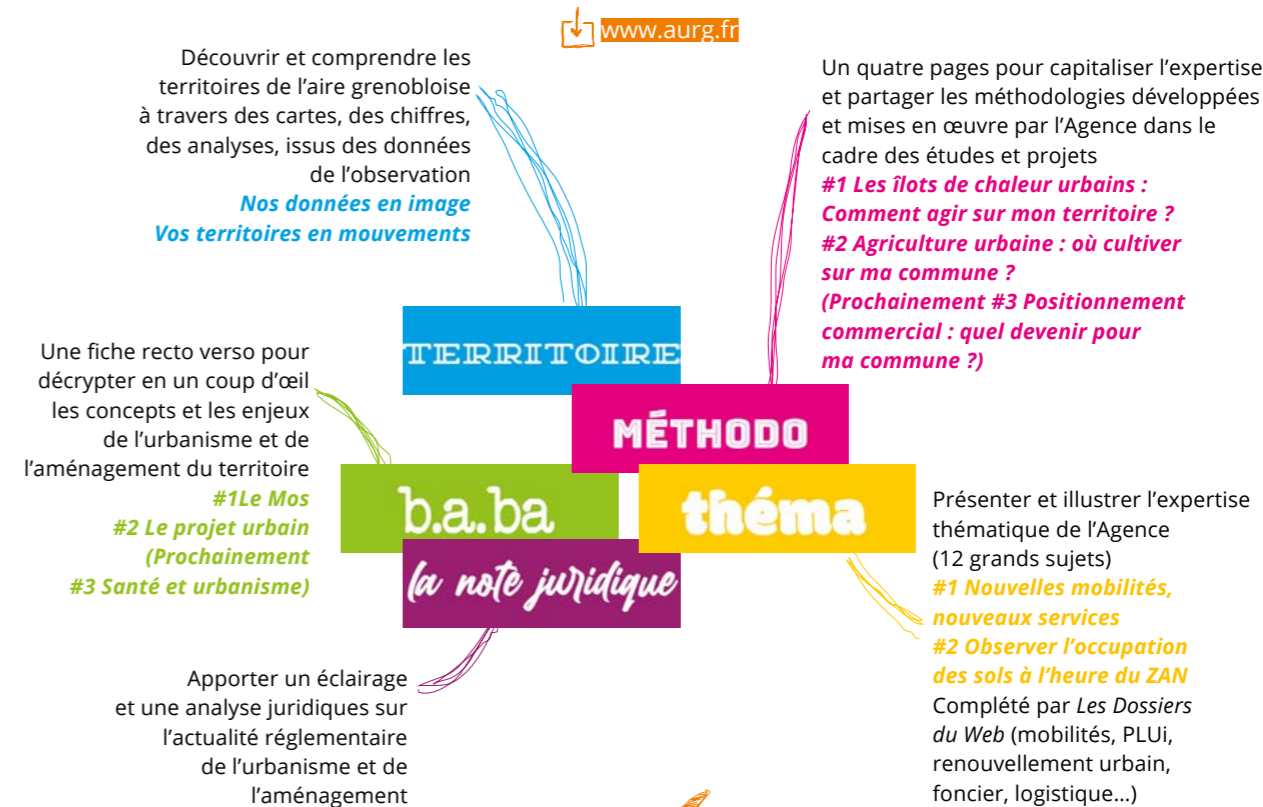 www.aurg.fr
Découvrir et comprendre les
territoires de l'aire grenobloise
à travers des cartes, des chiffres,
des analyses, issus des données
de l'observation
Nos données en image
Vos territoires en mouvements
Un quatre pages pour capitaliser l'expertise
et partager les méthodologies développées
et mises en œuvre par l'Agence dans le
cadre des études et projets
#1 Les îlots de chaleur urbains :
Comment agir sur mon territoire ?
#2 Agriculture urbaine : où cultiver
sur ma commune ?
(Prochainement #3 Positionnement
commercial : quel devenir pour
ma commune ?)
TERRITOIRE
MÉTHODO
Une fiche recto verso pour
décrypter en un coup d'œil
les concepts et les enjeux
de l'urbanisme et de
l'aménagement du territoire
#1Le Mos
#2 Le projet urbain
(Prochainement
#3 Santé et urbanisme)
b.a.ba
théma
la note juridique
Présenter et illustrer l'expertise
thématique de l'Agence
(12 grands sujets)
#1 Nouvelles mobilités,
nouveaux services
#2 Observer l'occupation
des sols à l'heure du ZAN
Complété par Les Dossiers
du Web (mobilités, PLUi,
renouvellement urbain,
foncier, logistique...)
Apporter un éclairage
et une analyse juridiques sur
l'actualité réglementaire
de l'urbanisme et de
l'aménagement